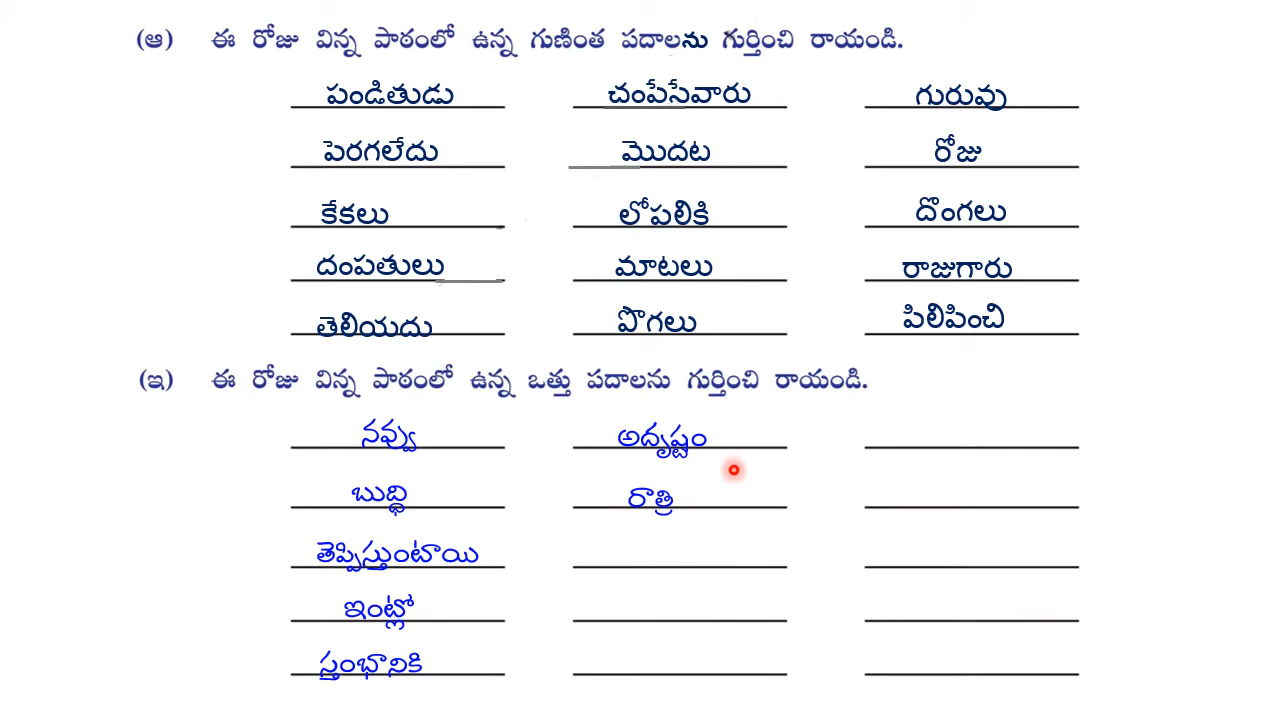 (ఆ) ఈ రోజు విన్న పాఠంలో ఉన్న గుణింత పదాలను గుర్తించి రాయండి.
పండితుడు చంపేసేవారు గురువు
పెరగలేదు మొదట రోజు
కేకలు లోపలికి దొంగలు
దంపతులు మాటలు రాజుగారు
తెలియదు పొగలు పిలిపించి
(ఇ) ఈ రోజు విన్న పాఠంలో ఉన్న ఒత్తు పదాలను గుర్తించి రాయండి.
నవ్వు అదృష్టం
బుద్ధి రాత్రి
తెప్పిస్తుంటాయి
ఇంట్లో
స్తంభానికి